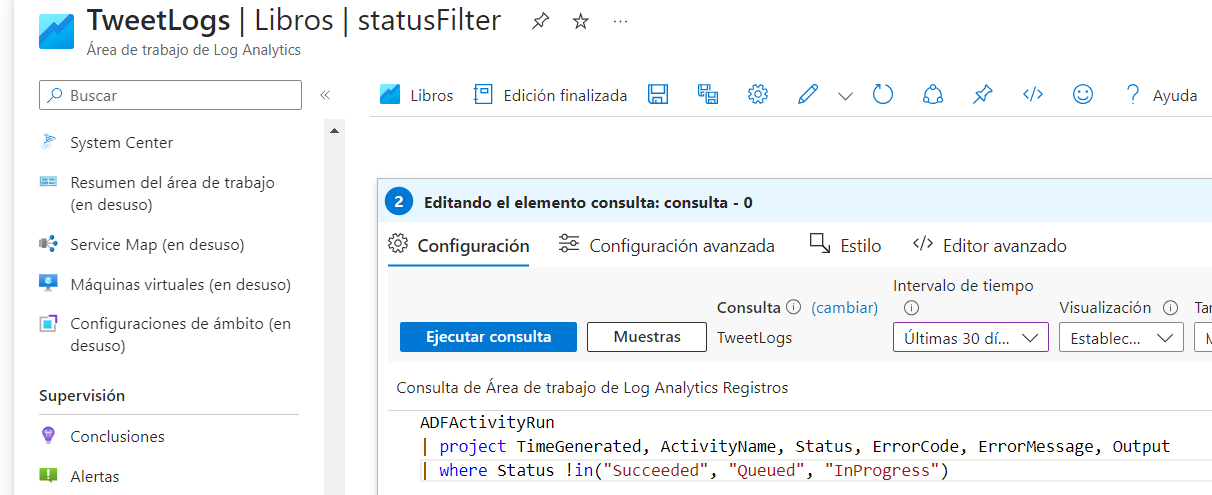 TweetLogs | Libros | statusFilter
Área de trabajo de Log Analytics
Buscar
System Center
Resumen del área de trabajo
(en desuso)
Service Map (en desuso)
Máquinas virtuales (en desuso)
Configuraciones de ámbito (en
desuso)
Supervisión
Conclusiones
Alertas
Libros
Edición finalizada
Ayuda
2
Editando el elemento consulta: consulta - 0
Configuración
Configuración avanzada
Estilo
Editor avanzado
Ejecutar consulta
Muestras
Consulta (cambiar)
TweetLogs
Intervalo de tiempo
Últimas 30 dí...
Visualización
Establec...
Consulta de Área de trabajo de Log Analytics Registros
ADFActivityRun
| project TimeGenerated, ActivityName, Status, ErrorCode, ErrorMessage, Output
| where Status !in("Succeeded", "Queued", "InProgress")